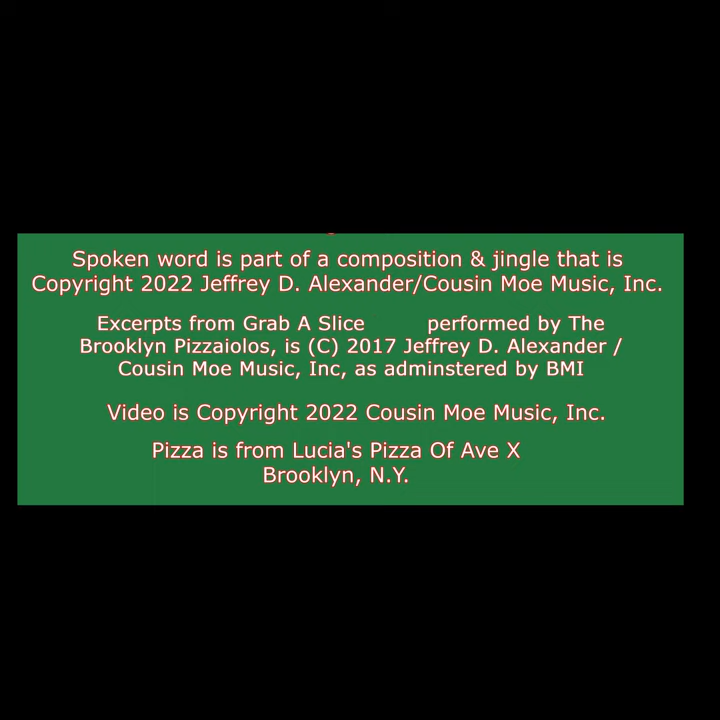 Spoken word is part of a composition & jingle that is
Copyright 2022 Jeffrey D. Alexander/Cousin Moe Music, Inc.
Excerpts from Grab A Slice performed by The
Brooklyn Pizzaiolos, is (C) 2017 Jeffrey D. Alexander /
Cousin Moe Music, Inc, as adminstered by BMI
Video is Copyright 2022 Cousin Moe Music, Inc.
Pizza is from Lucia's Pizza Of Ave X
Brooklyn, N.Y.